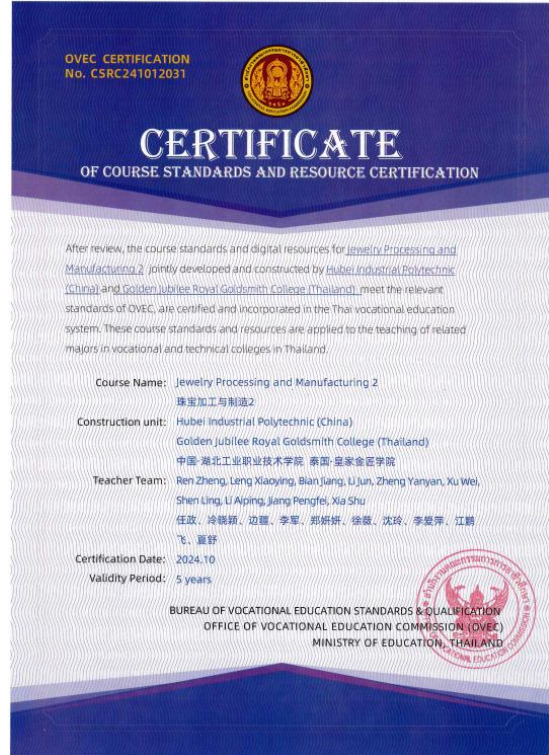 OVEC CERTIFICATION
No. CSRC241012031
CERTIFICATE
OF COURSE STANDARDS AND RESOURCE CERTIFICATION
After review, the course standards and digital resources for Jewelry Processing and
Manufacturing 2 jointly developed and constructed by Hubei Industrial Polytechnic
(China) and Golden Jubilee Royal Goldsmith College (Thailand) meet the relevant
standards of OVEC, are certified and incorporated in the Thai vocational education
system. These course standards and resources are applied to the teaching of related
majors in vocational and technical colleges in Thailand.
Course Name: Jewelry Processing and Manufacturing 2
珠宝加工与制造2
Construction unit: Hubei Industrial Polytechnic (China)
Golden Jubilee Royal Goldsmith College (Thailand)
中国·湖北工业职业技术学院 泰国·皇家金匠学院
Teacher Team: Ren Zheng, Leng Xiaoying, Bian Jiang, Li Jun, Zheng Yanyan, Xu Wei,
Shen Ling, Li Aiping, Jiang Pengfei, Xia Shu
任政、冷晓颖、边疆、李军、郑妍妍、徐薇、沈玲、李爱萍、江鹏
飞、夏舒
Certification Date: 2024.10
Validity Period: 5 years
BUREAU OF VOCATIONAL EDUCATION STANDARDS & QUALIFICATION
OFFICE OF VOCATIONAL EDUCATION COMMISSION (OVEC)
MINISTRY OF EDUCATION, THAILAND